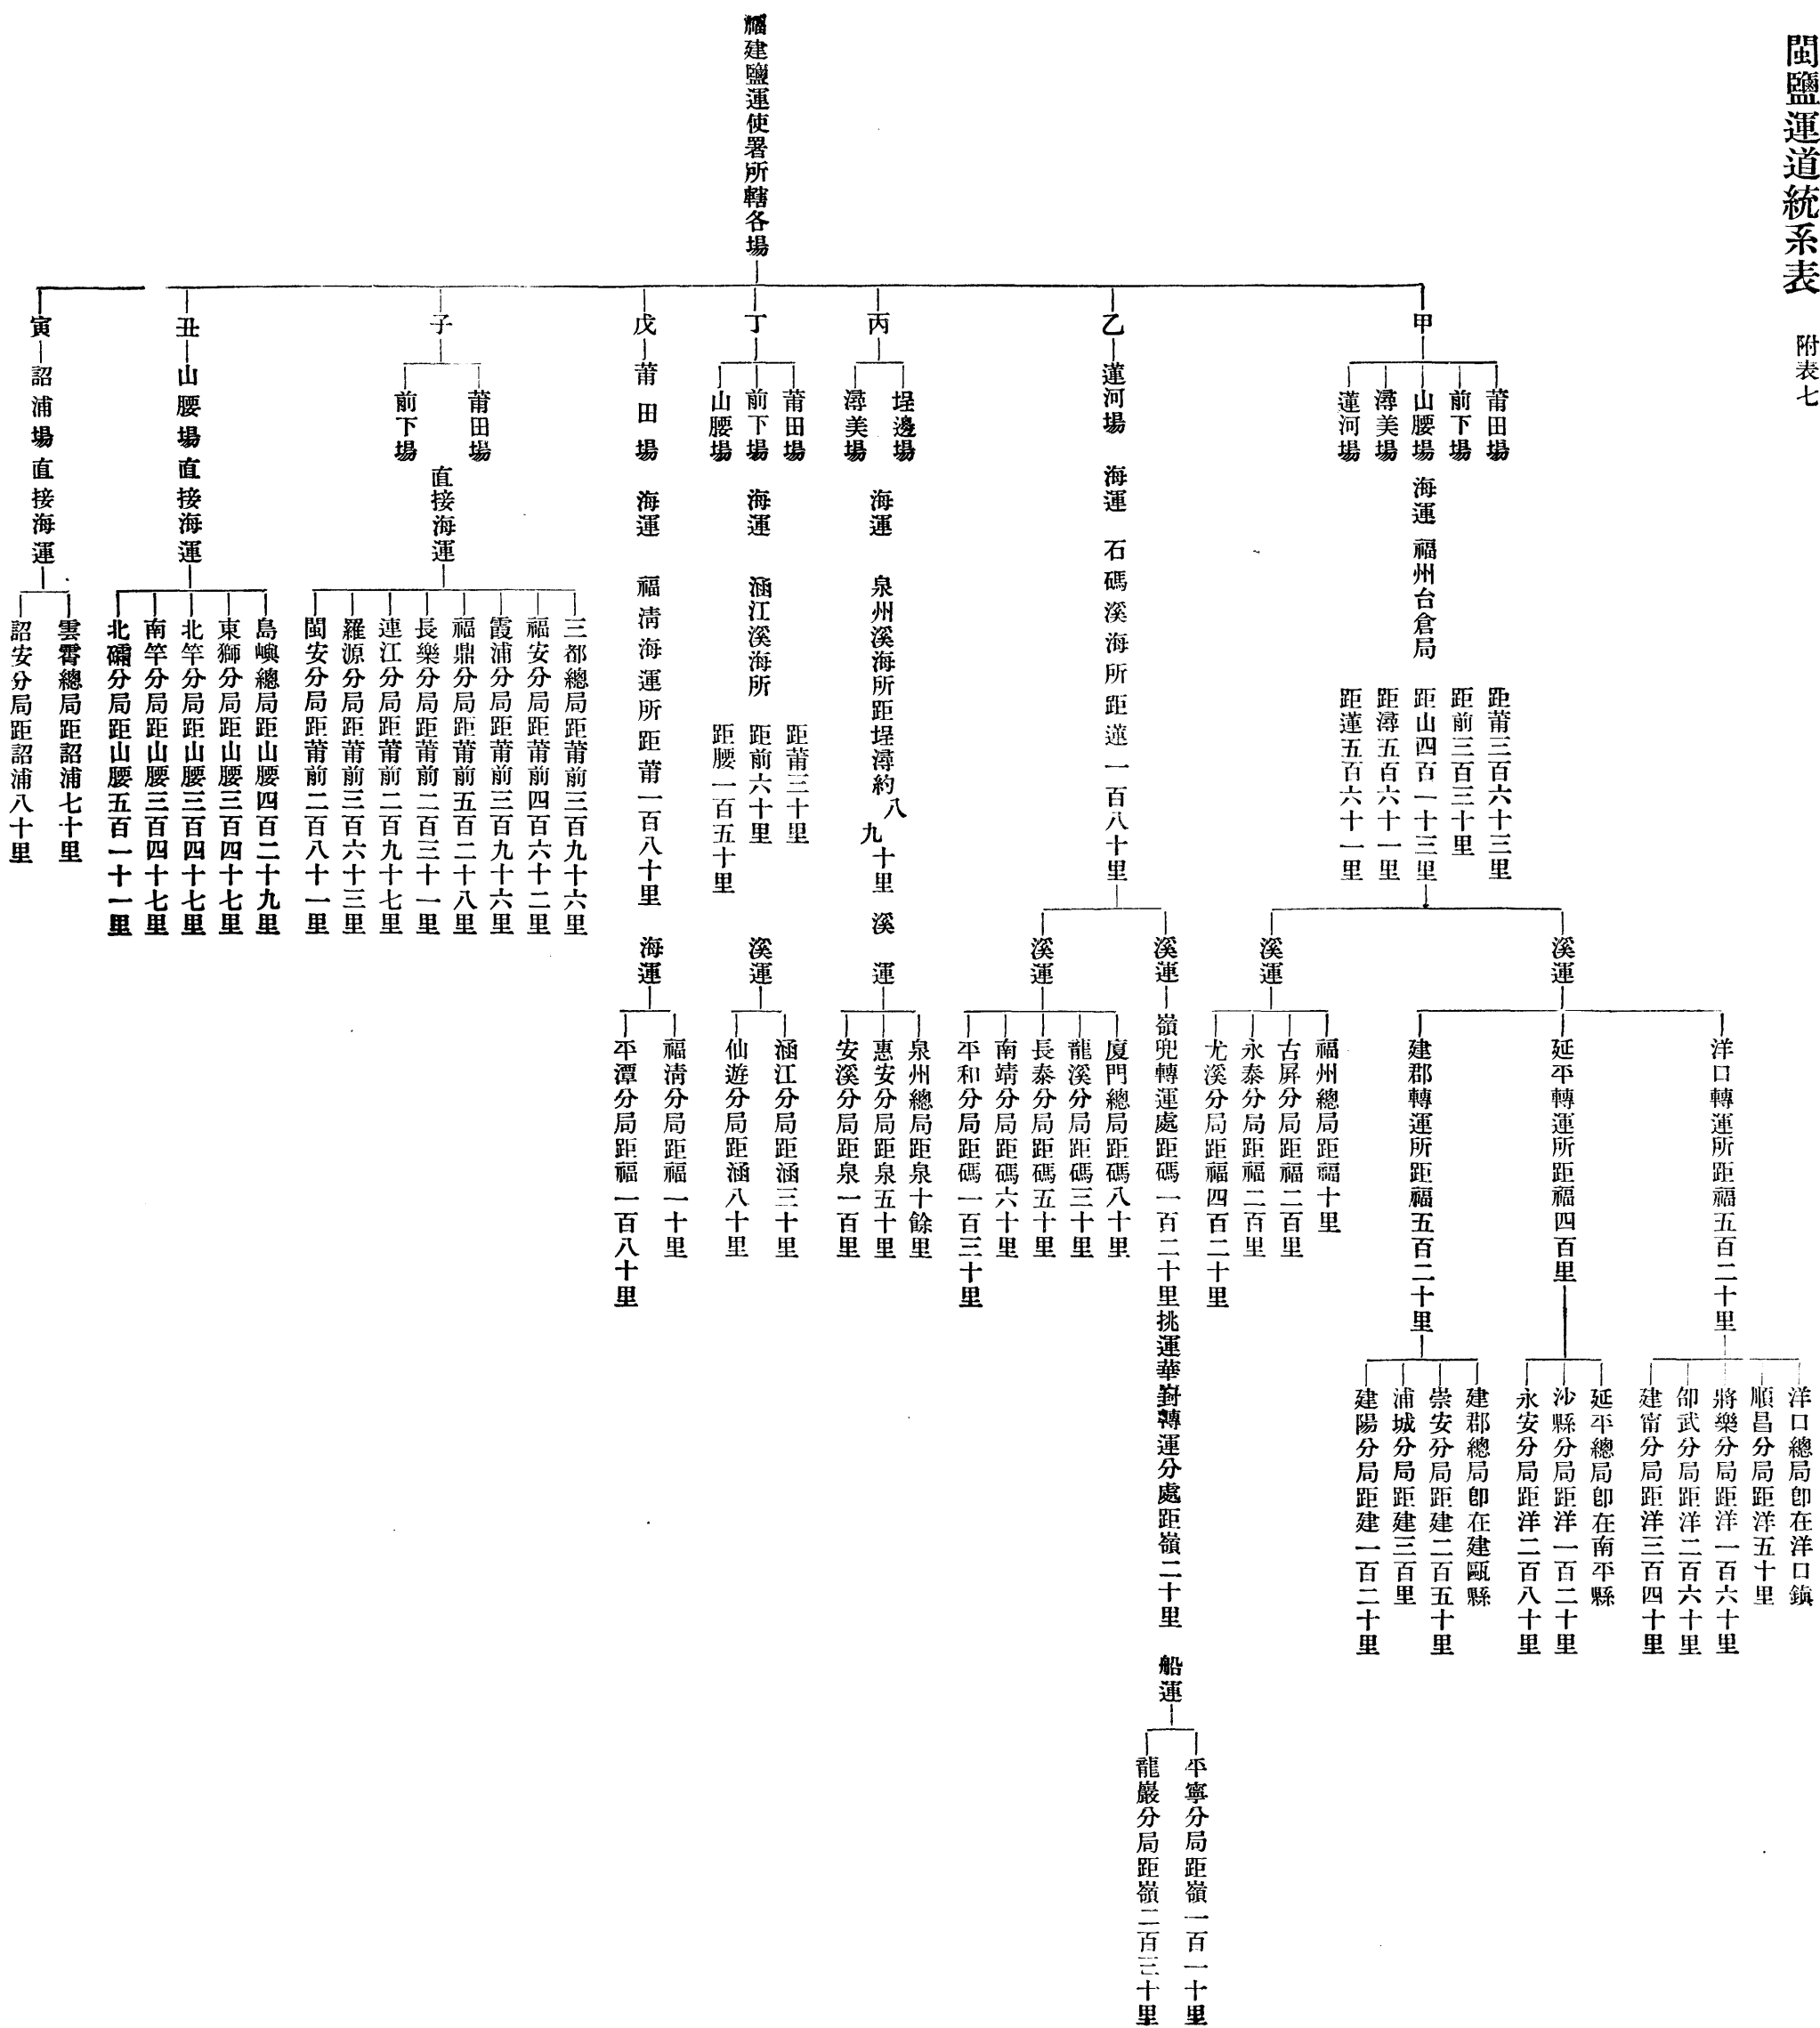 閩鹽運道統系表
附表七
福建鹽運使署所轄各場
甲
莆田場
前下場
山腰場
潯美場
蓮河場
海運
福州台倉局
距莆三百六十三里
距前三百三十里
距山四百一十三里
距潯五百六十一里
距蓮五百六十一里
溪運
洋口轉運所距福五百二十里
洋口總局卽在洋口鎮
順昌分局距洋五十里
將樂分局距洋一百六十里
邵武分局距洋二百六十里
建甯分局距洋三百四十里
延平轉運所距福四百里
延平總局卽在南平縣
沙縣分局距洋一百二十里
永安分局距洋二百八十里
建郡轉運所距福五百二十里
建郡總局卽在建甌縣
崇安分局距建二百五十里
浦城分局距建三百里
建陽分局距建一百二十里
溪運
福州總局距福十里
古屏分局距福二百里
永泰分局距福二百里
尤溪分局距福四百二十里
乙
蓮河場
海運
石碼溪海所距蓮一百八十里
溪運
嶺兜轉運處距碼一百二十里挑運華對轉運分處距嶺二十里
船運
平寧分局距嶺一百一十里
龍巖分局距嶺二百三十里
溪運
廈門總局距碼八十里
龍溪分局距碼三十里
長泰分局距碼五十里
南靖分局距碼六十里
平和分局距碼一百三十里
丙
埕邊場
潯美場
海運
泉州溪海所距埕潯約八九十里
溪運
泉州總局距泉十餘里
惠安分局距泉五十里
安溪分局距泉一百里
丁
莆田場
前下場
山腰場
海運
涵江溪海所
距莆三十里
距前六十里
距腰一百五十里
溪運
涵江分局距涵三十里
仙遊分局距涵八十里
戊
莆田場
海運
福淸海運所距莆一百八十里
海運
福淸分局距福一十里
平潭分局距福一百八十里
子
莆田場
前下場
直接海運
三都總局距莆前三百九十六里
福安分局距莆前四百六十二里
霞浦分局距莆前三百九十六里
福鼎分局距莆前五百二十八里
長樂分局距莆前二百三十一里
連江分局距莆前二百九十七里
羅源分局距莆前三百六十三里
閩安分局距莆前二百八十一里
丑
山腰場直接海運
島嶼總局距山腰四百二十九里
東獅分局距山腰三百四十七里
北竿分局距山腰三百四十七里
南竿分局距山腰三百四十七里
北礵分局距山腰五百一十一里
寅
詔浦場直接海運
雲霄總局距詔浦七十里
詔安分局距詔浦八十里